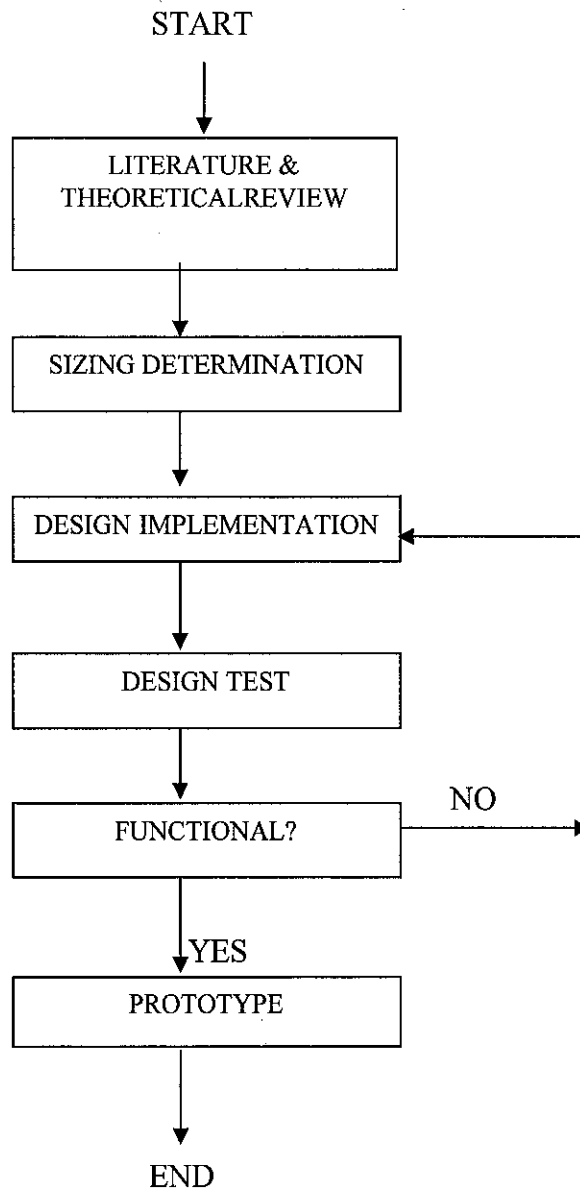 START
LITERATURE &
THEORETICALREVIEW
SIZING DETERMINATION
DESIGN IMPLEMENTATION
DESIGN TEST
FUNCTIONAL?
NO
YES
PROTOTYPE
END